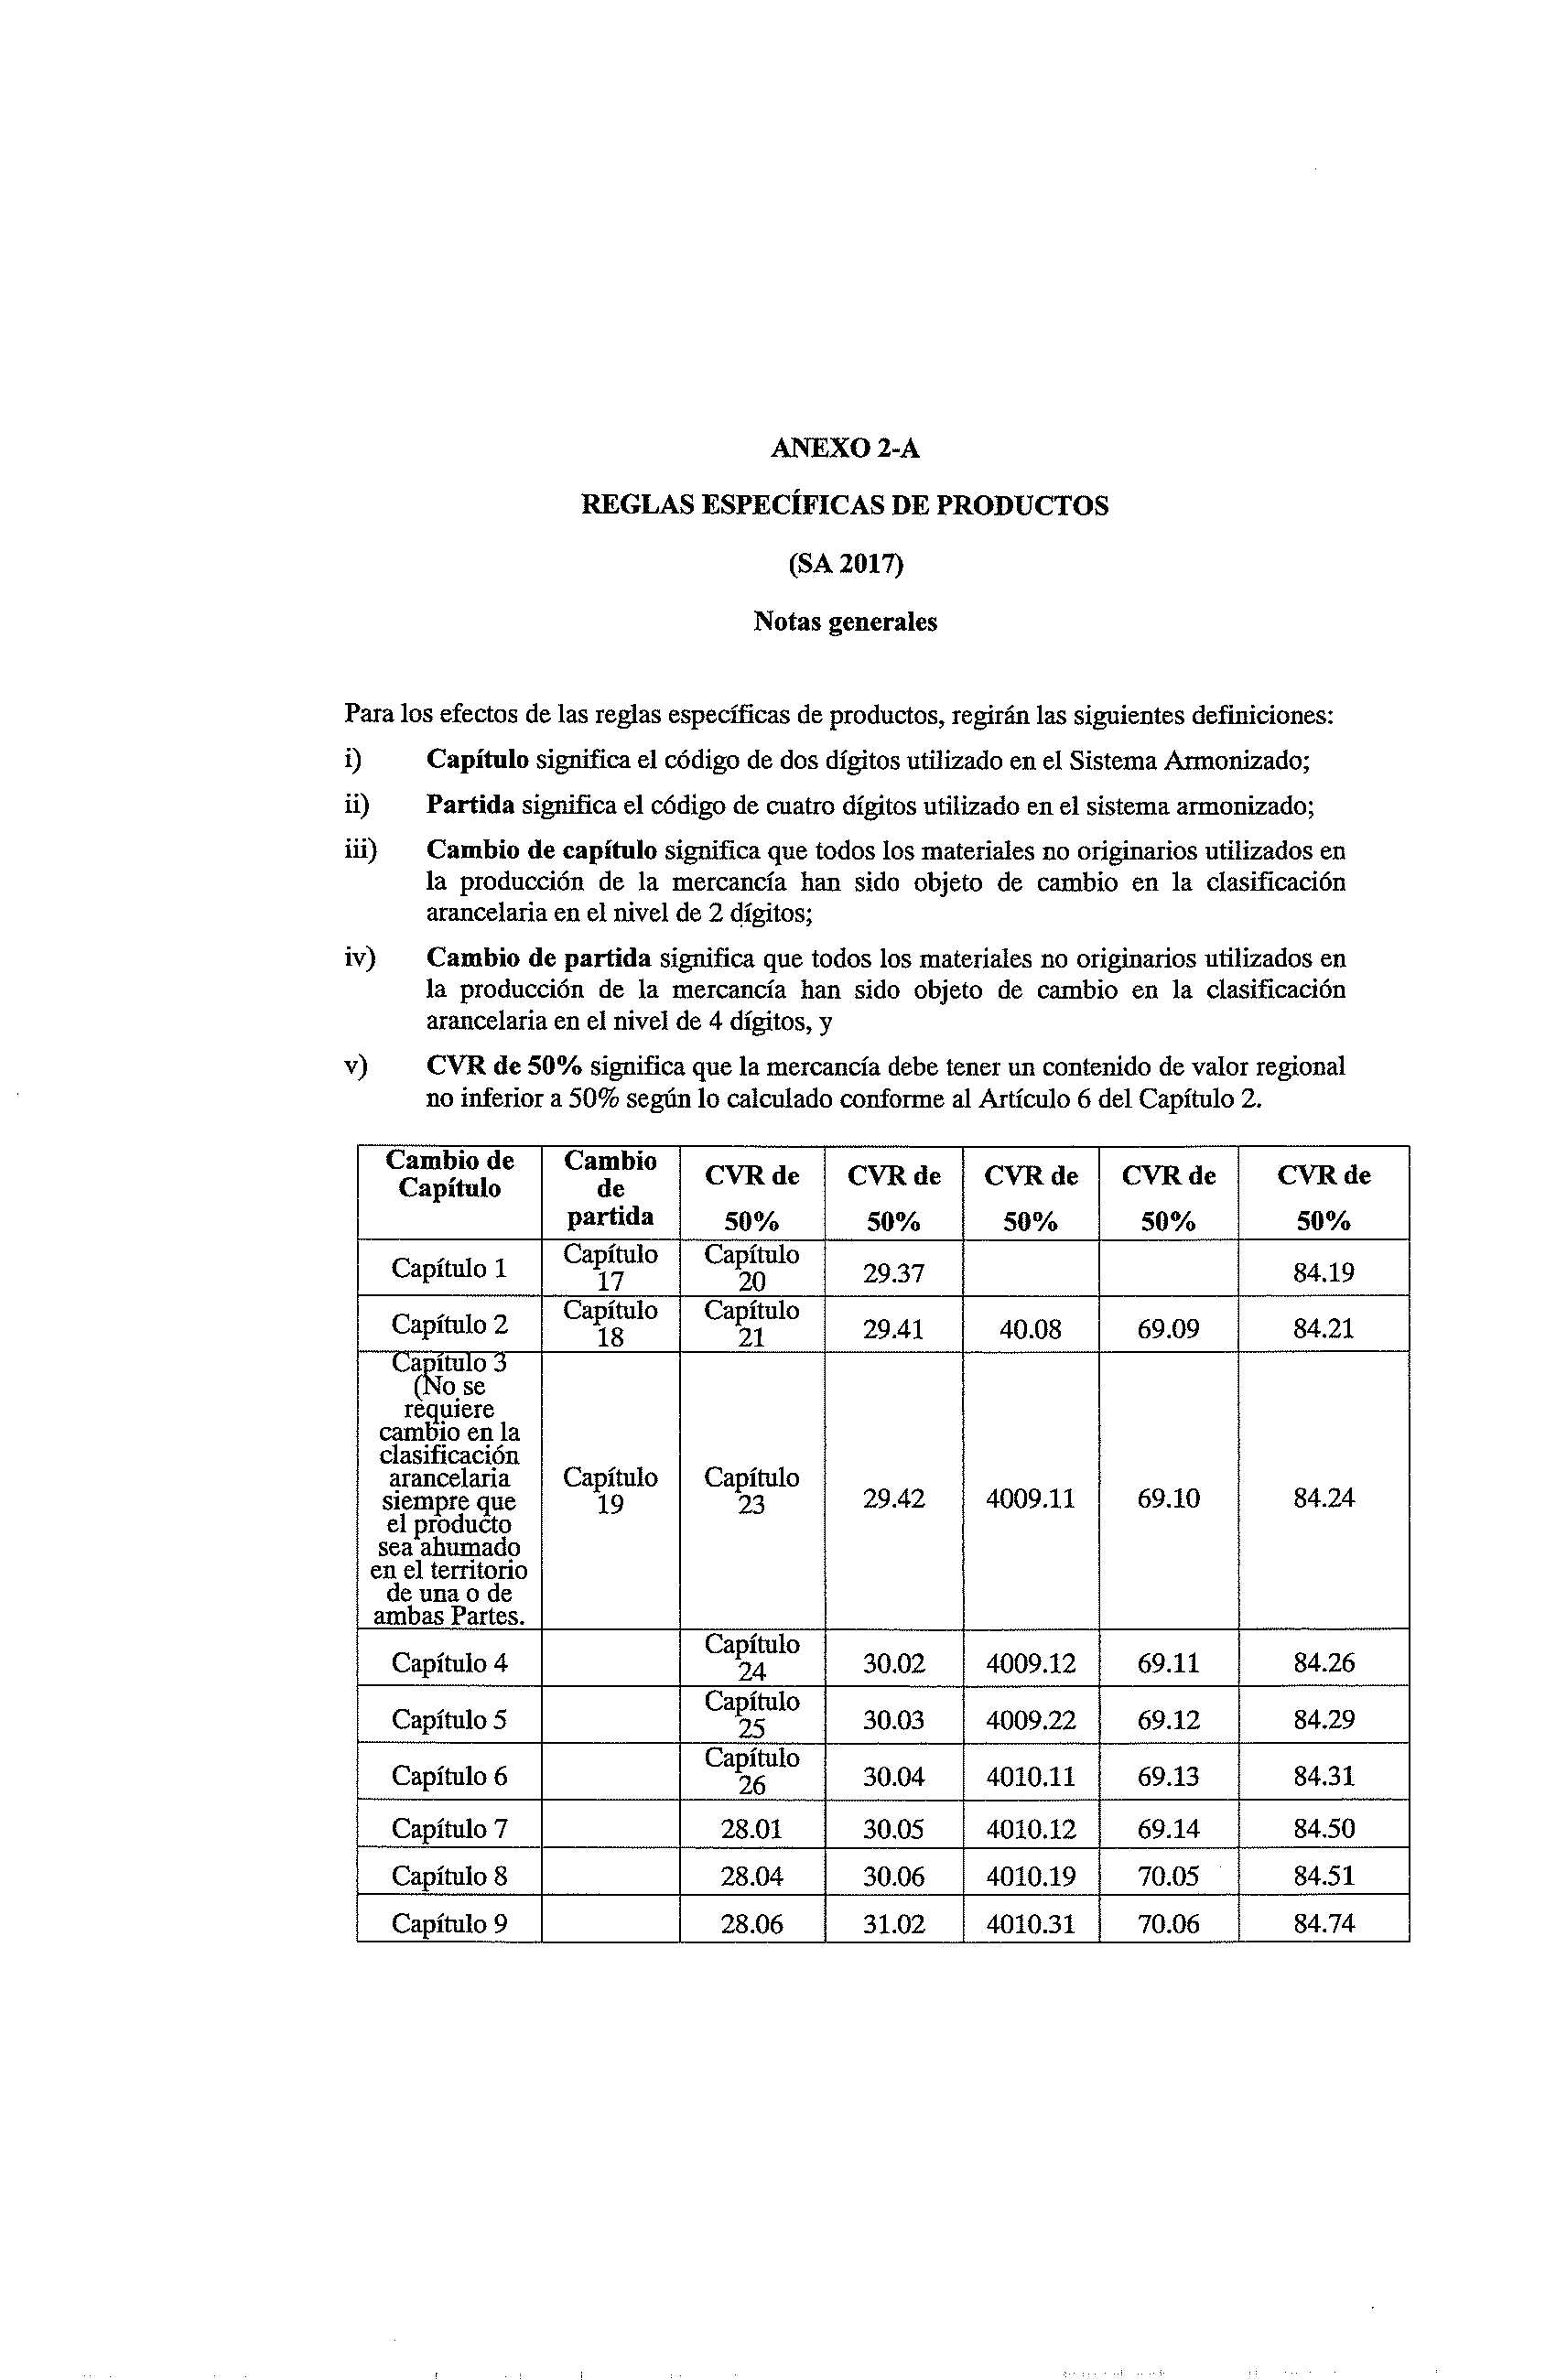 ANEXO 2-A
REGLAS ESPECÍFICAS DE PRODUCTOS
(SA 2017)
Notas generales
Para los efectos de las reglas específicas de productos, regirán las siguientes definiciones:
i) Capítulo significa el código de dos dígitos utilizado en el Sistema Armonizado;
ii) Partida significa el código de cuatro dígitos utilizado en el sistema armonizado;
iii) Cambio de capítulo significa que todos los materiales no originarios utilizados en
la producción de la mercancía han sido objeto de cambio en la clasificación
arancelaria en el nivel de 2 dígitos;
iv) Cambio de partida significa que todos los materiales no originarios utilizados en
la producción de la mercancía han sido objeto de cambio en la clasificación
arancelaria en el nivel de 4 dígitos, y
v) CVR de 50% significa que la mercancía debe tener un contenido de valor regional
no inferior a 50% según lo calculado conforme al Artículo 6 del Capítulo 2.
Cambio de
Capítulo
Cambio
de
partida
CVR de
50%
CVR de
50%
CVR de
50%
CVR de
50%
CVR de
50%
Capítulo 1
Capítulo
17
Capítulo
20
29.37
84.19
Capítulo 2
Capítulo
18
Capítulo
21
29.41
40.08
69.09
84.21
Capítulo 3
(No se
requiere
cambio en la
clasificación
arancelaria
siempre que
el producto
sea ahumado
en el territorio
de una o de
ambas Partes.
Capítulo
19
Capítulo
23
29.42
4009.11
69.10
84.24
Capítulo 4
Capítulo
24
30.02
4009.12
69.11
84.26
Capítulo 5
Capítulo
25
30.03
4009.22
69.12
84.29
Capítulo 6
Capítulo
26
30.04
4010.11
69.13
84.31
Capítulo 7
28.01
30.05
4010.12
69.14
84.50
Capítulo 8
28.04
30.06
4010.19
70.05
84.51
Capítulo 9
28.06
31.02
4010.31
70.06
84.74